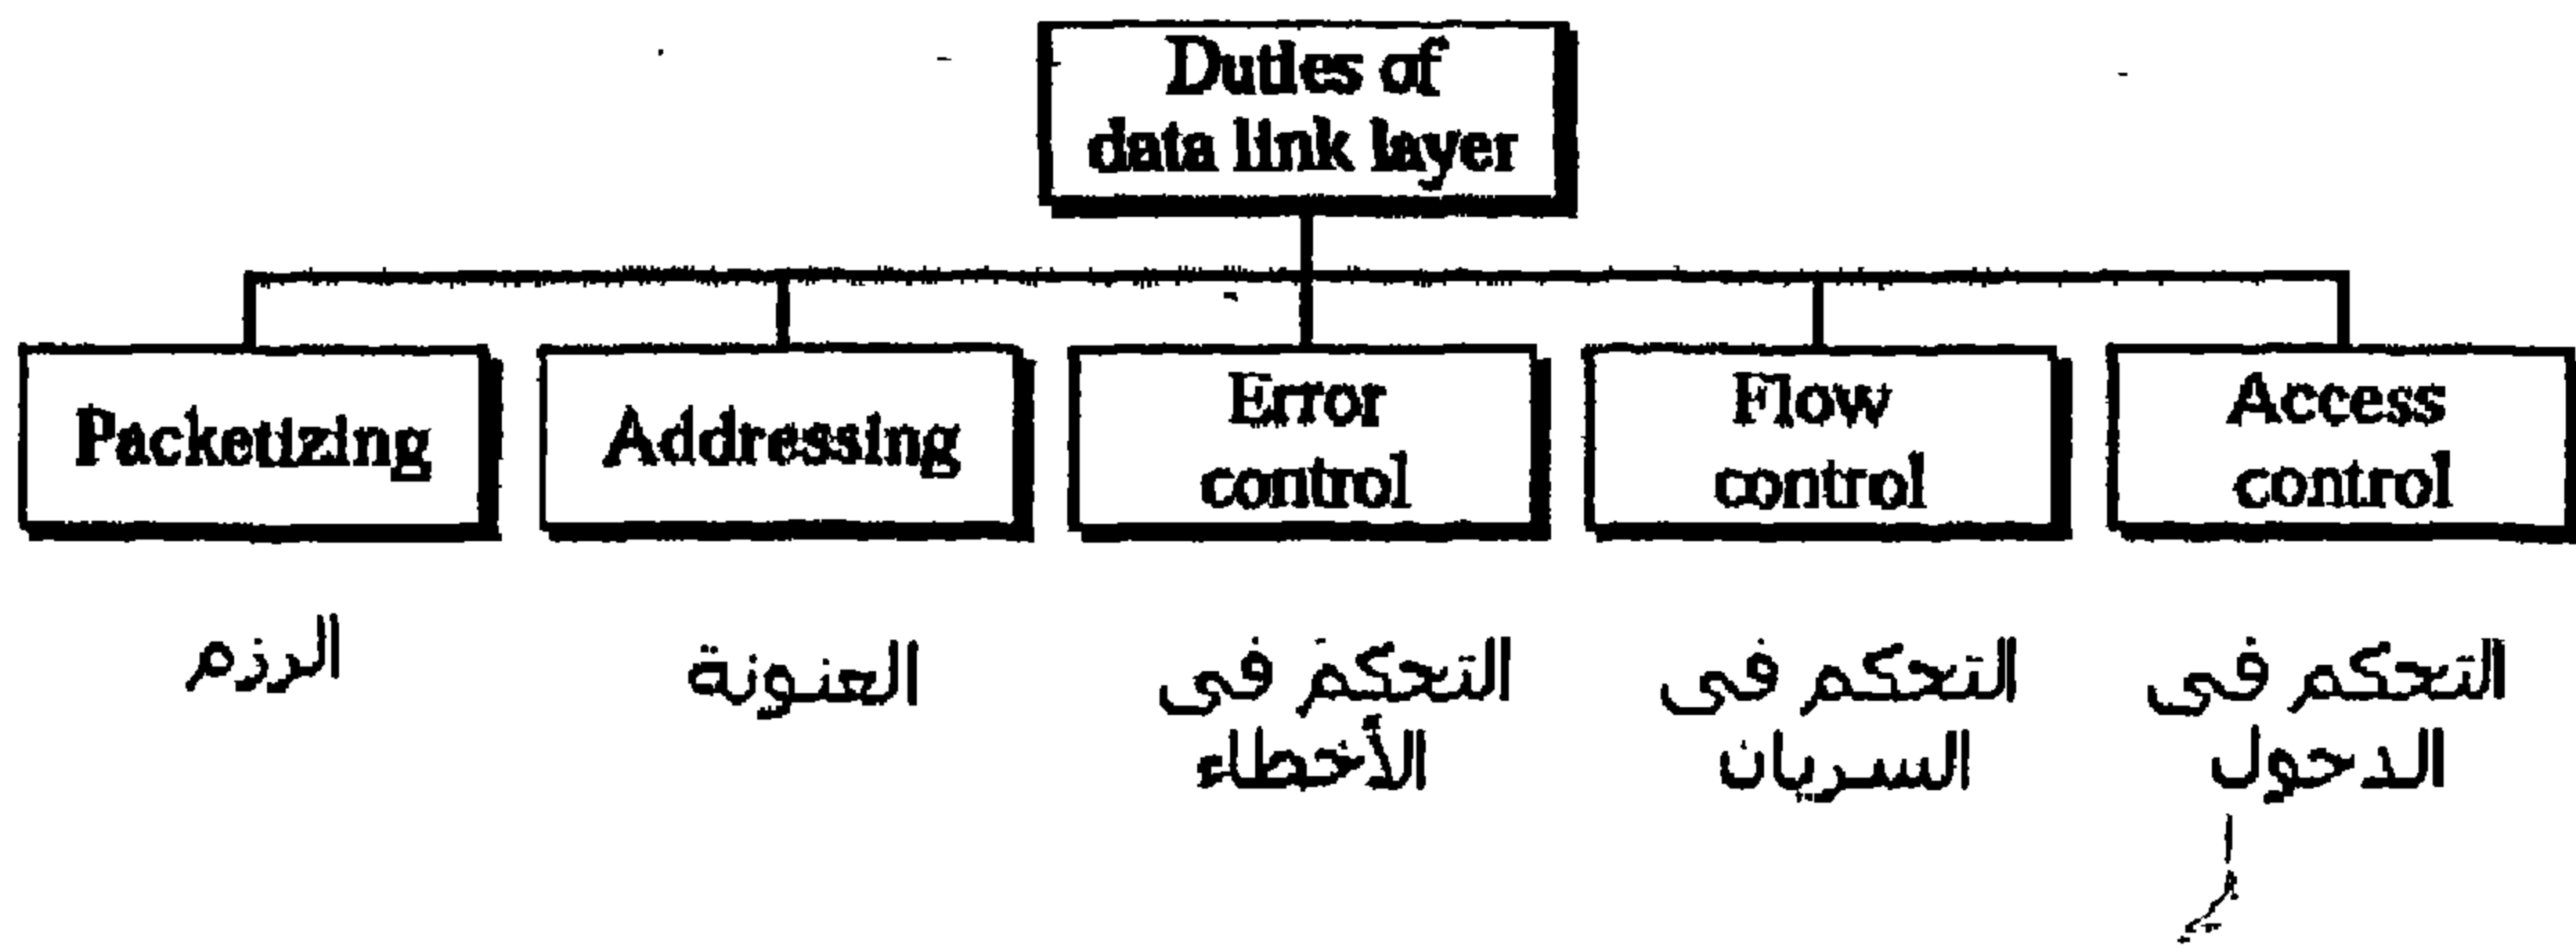 Duties of
data link layer
Packetizing
Addressing
Error
control
Flow
control
Access
control
الرزم
العنونة
التحكم فى
الأخطاء
التحكم فى
السريان
التحكم فى
الدحول